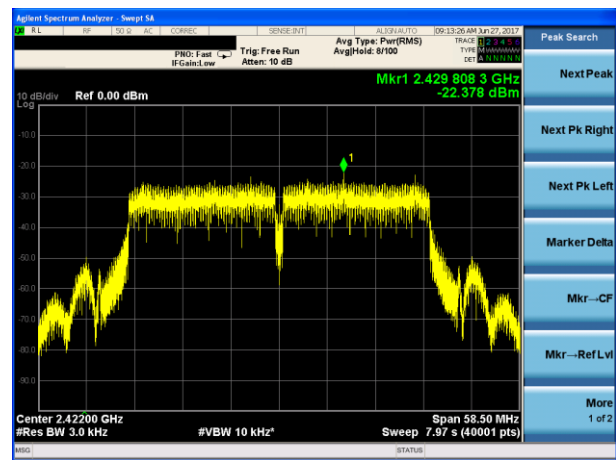 Agilent Spectrum Analyzer - Swept SA
RL RF 50 Ω AC CORREC SENSE:INT ALIGNAUTO 09:13:26 AM Jun 27, 2017
PNO: Fast Trig: Free Run Avg Type: Pwr(RMS) TRACE 1 2 3 4 5 6
IFGain:Low Atten: 10 dB Avg|Hold: 8/100 TYPE MWWWWW
DET A N N N N N
Mkr1 2.429 808 3 GHz
-22.378 dBm
10 dB/div Ref 0.00 dBm
Log
-10.0
-20.0
-30.0
-40.0
-50.0
-60.0
-70.0
-80.0
-90.0
1
Center 2.42200 GHz Span 58.50 MHz
#Res BW 3.0 kHz #VBW 10 kHz* Sweep 7.97 s (40001 pts)
MSG STATUS
Peak Search
Next Peak
Next Pk Right
Next Pk Left
Marker Delta
Mkr→CF
Mkr→Ref Lvl
More
1 of 2